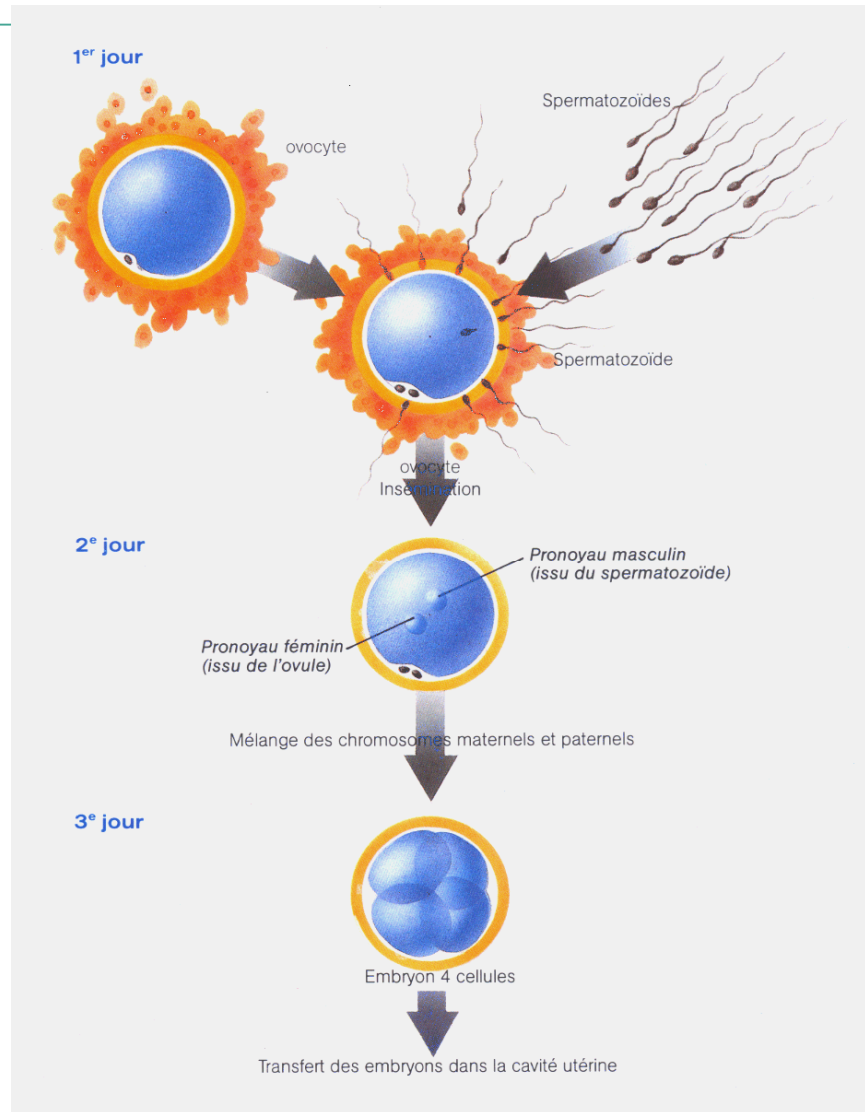 1er jour
Spermatozoïdes
ovocyte
Spermatozoïde
ovocyte
Insémination
2e jour
Pronoyau masculin
(issu du spermatozoïde)
Pronoyau féminin
(issu de l'ovule)
Mélange des chromosomes maternels et paternels
3e jour
Embryon 4 cellules
Transfert des embryons dans la cavité utérine